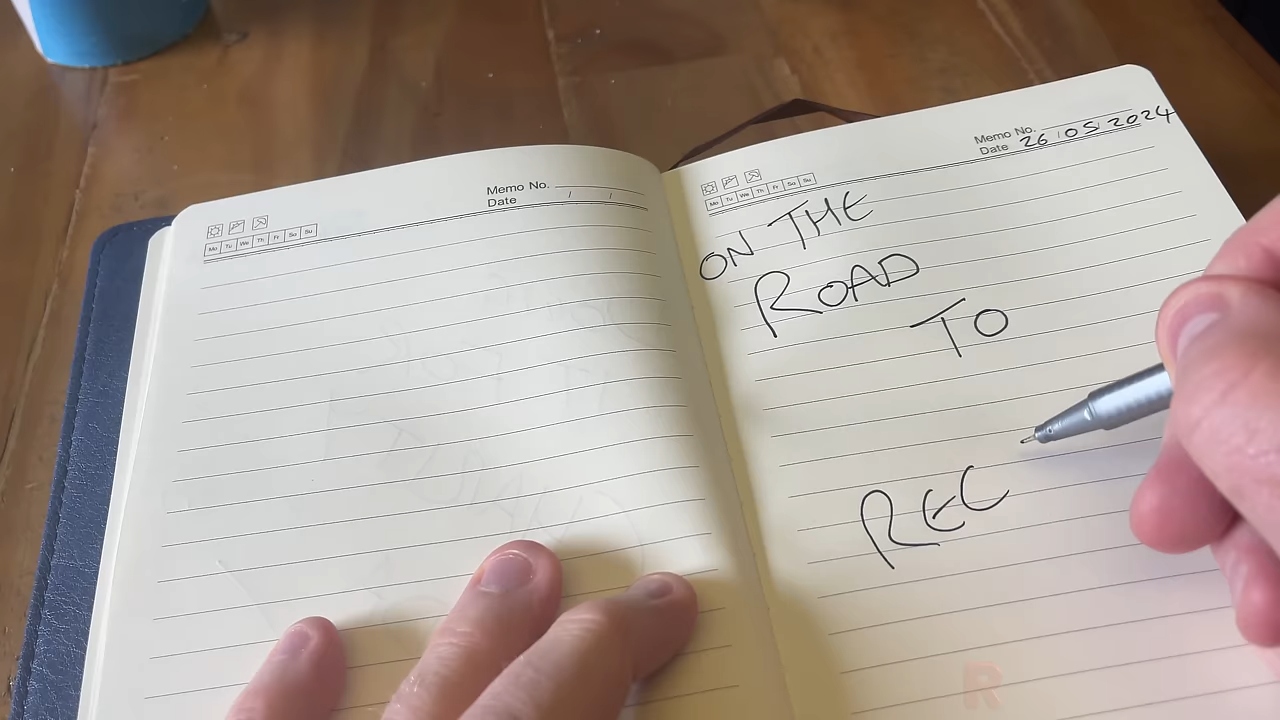 Memo No.
Date / /
Mo Tu We Th Fr Sa Su
Memo No.
Date 26/05/2024
Mo Tu We Th Fr Sa Su
ON THE
ROAD
TO
REC
R